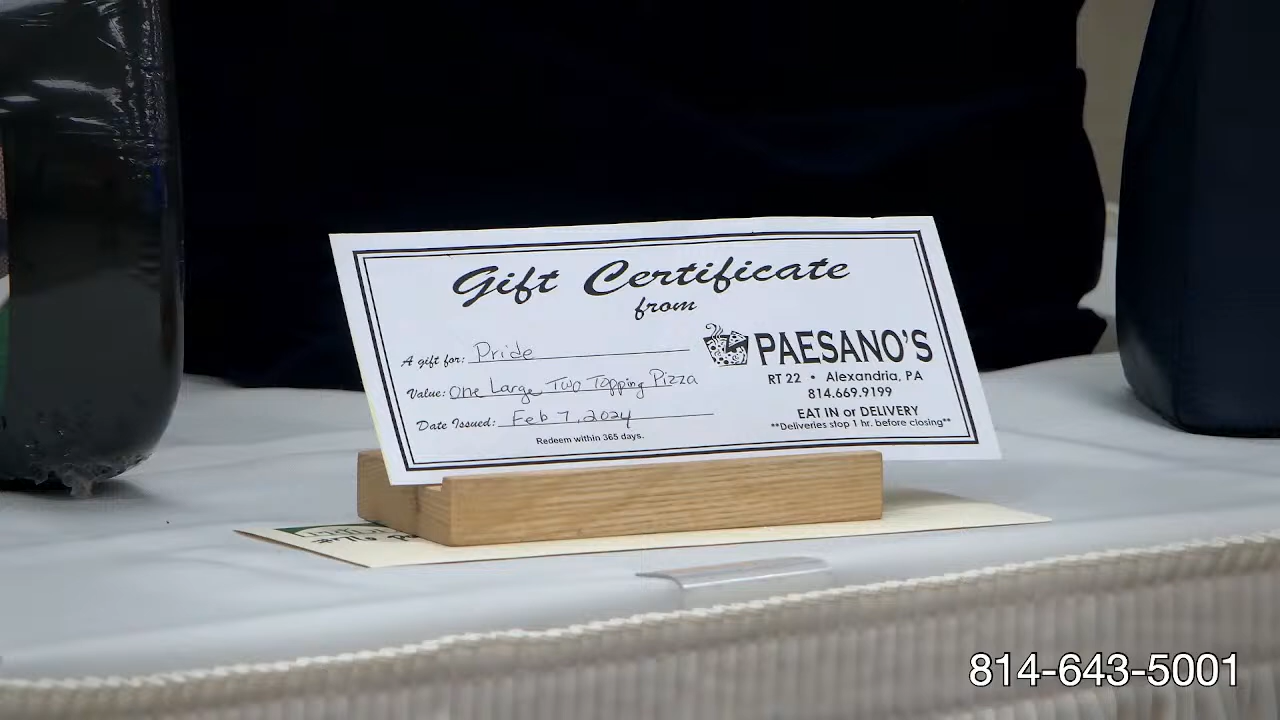 Gift Certificate
from
A gift for: Pride
Value: One Large Two Topping Pizza
Date Issued: Feb 7, 2024
Redeem within 365 days.
PAESANO'S
RT 22 • Alexandria, PA
814.669.9199
EAT IN or DELIVERY
**Deliveries stop 1 hr. before closing**
814-643-5001